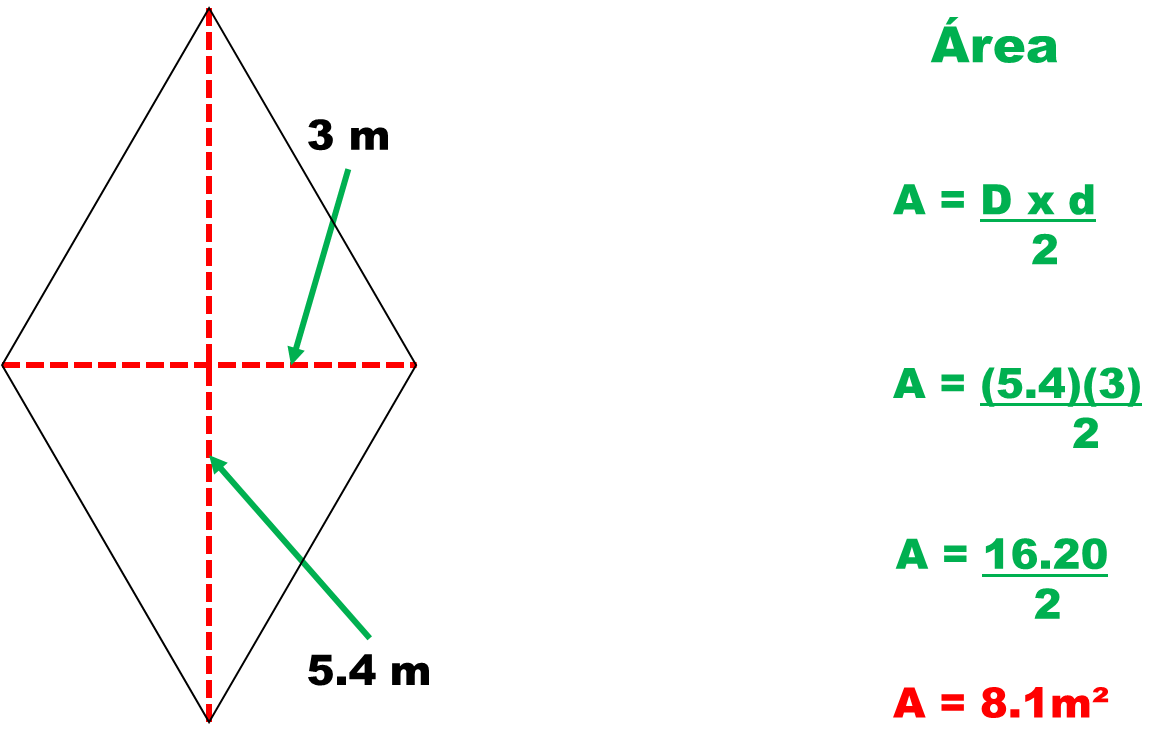 3 m
5.4 m
Área
A = D x d
2
A = (5.4)(3)
2
A = 16.20
2
A = 8.1m²